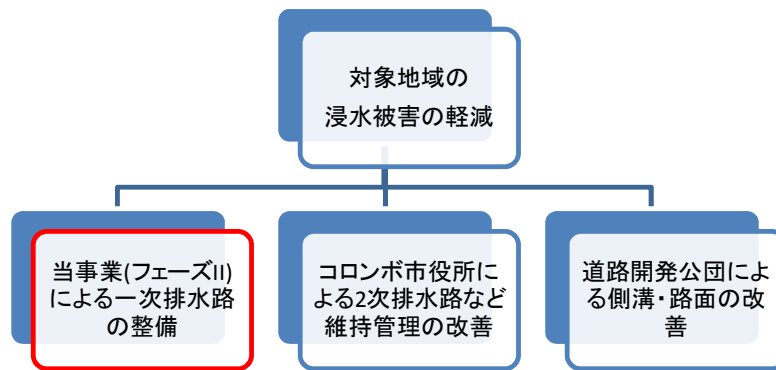 対象地域の
浸水被害の軽減
当事業(フェーズII)
による一次排水路
の整備
コロンボ市役所に
よる2次排水路など
維持管理の改善
道路開発公団によ
る側溝・路面の改
善